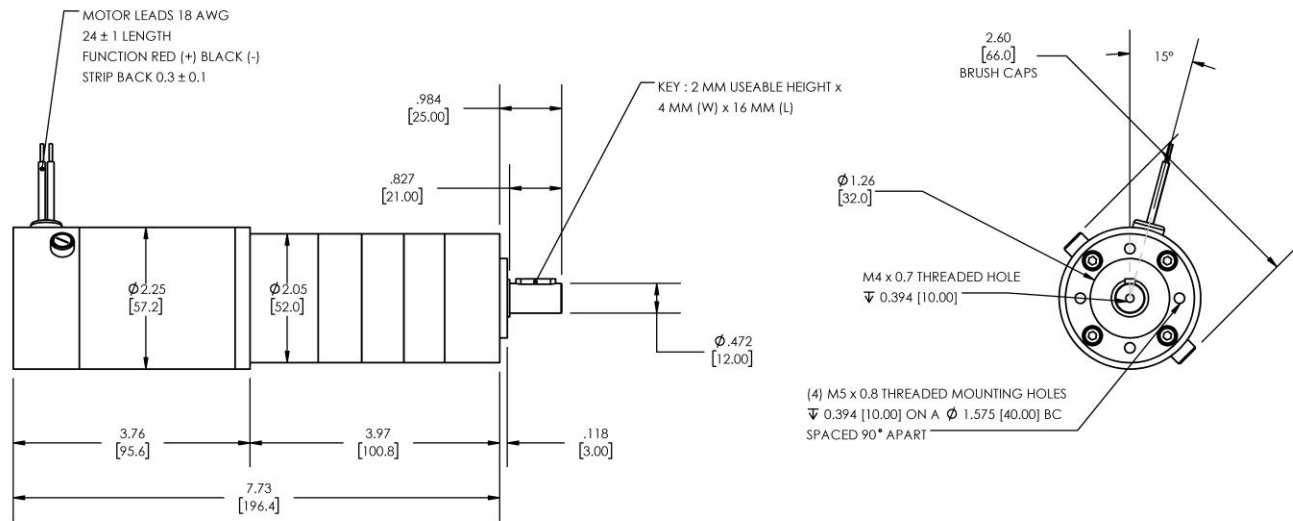 MOTOR LEADS 18 AWG
24 ± 1 LENGTH
FUNCTION RED (+) BLACK (-)
STRIP BACK 0.3 ± 0.1
.984
[25.00]
KEY : 2 MM USEABLE HEIGHT x
4 MM (W) x 16 MM (L)
.827
[21.00]
Ø2.25
[57.2]
Ø2.05
[52.0]
Ø.472
[12.00]
3.76
[95.6]
3.97
[100.8]
.118
[3.00]
7.73
[196.4]
2.60
[66.0]
BRUSH CAPS
15°
Ø1.26
[32.0]
M4 x 0.7 THREADED HOLE
↧ 0.394 [10.00]
(4) M5 x 0.8 THREADED MOUNTING HOLES
↧ 0.394 [10.00] ON A Ø 1.575 [40.00] BC
SPACED 90° APART